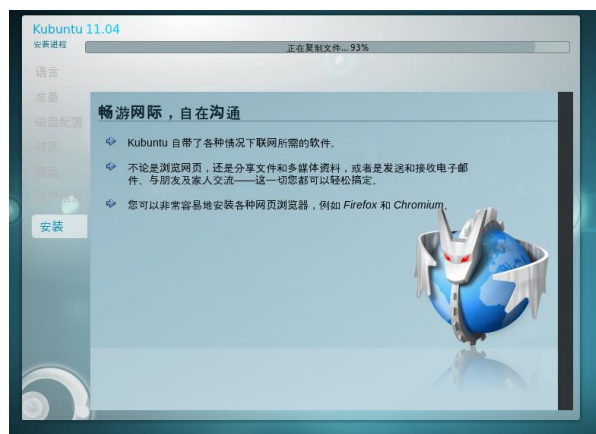 Kubuntu 11.04
安装进程
正在复制文件... 93%
语言
准备
磁盘配置
时区
键盘
安装
畅游网际，自在沟通
Kubuntu 自带了各种情况下联网所需的软件。
不论是浏览网页，还是分享文件和多媒体资料，或者是发送和接收电子邮
件、与朋友及家人交流——这一切您都可以轻松搞定。
您可以非常容易地安装各种网页浏览器，例如 Firefox 和 Chromium。